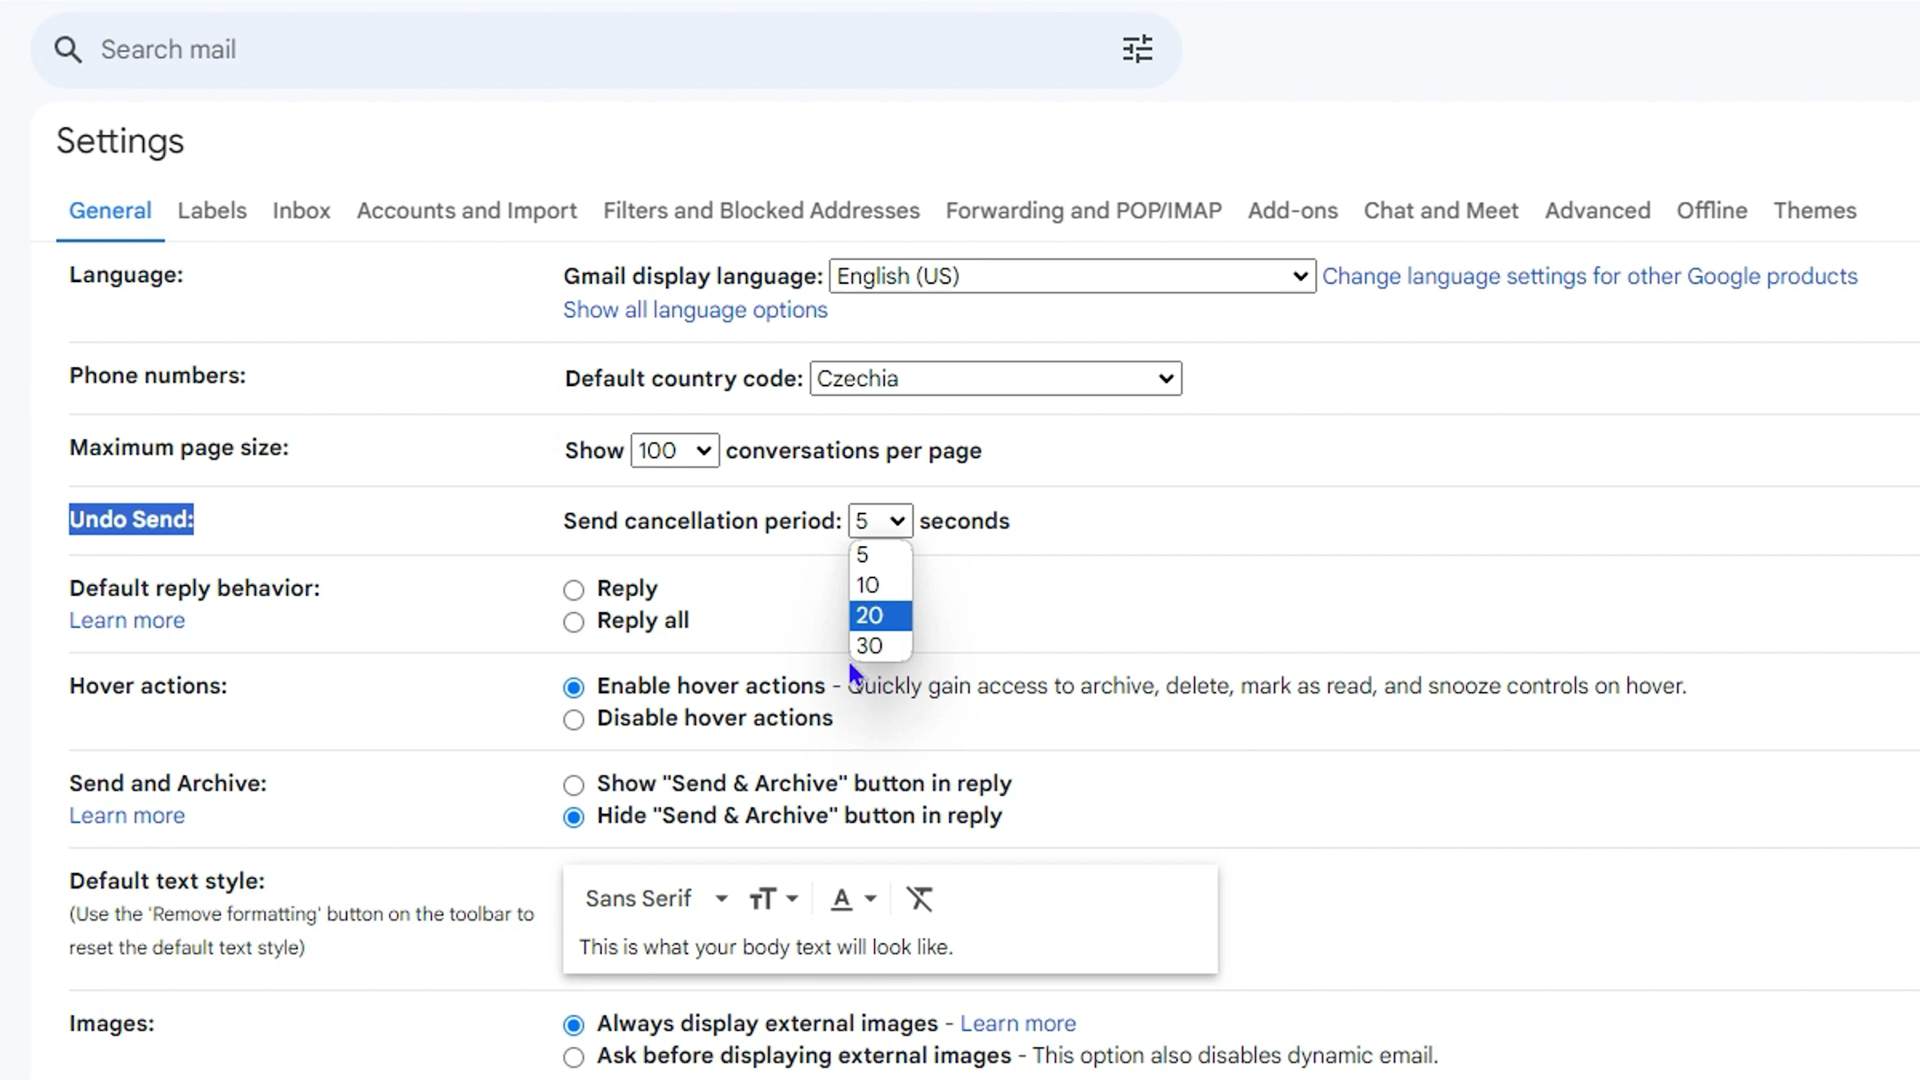 Search mail
Settings
General Labels Inbox Accounts and Import Filters and Blocked Addresses Forwarding and POP/IMAP Add-ons Chat and Meet Advanced Offline Themes
Language: Gmail display language: English (US) Change language settings for other Google products
Show all language options
Phone numbers: Default country code: Czechia
Maximum page size: Show 100 conversations per page
Undo Send: Send cancellation period: 5 seconds
5
10
20
30
Default reply behavior: Reply
Learn more Reply all
Hover actions: Enable hover actions - Quickly gain access to archive, delete, mark as read, and snooze controls on hover.
Disable hover actions
Send and Archive: Show "Send & Archive" button in reply
Learn more Hide "Send & Archive" button in reply
Default text style:
(Use the 'Remove formatting' button on the toolbar to
reset the default text style)
Sans Serif
This is what your body text will look like.
Images: Always display external images - Learn more
Ask before displaying external images - This option also disables dynamic email.